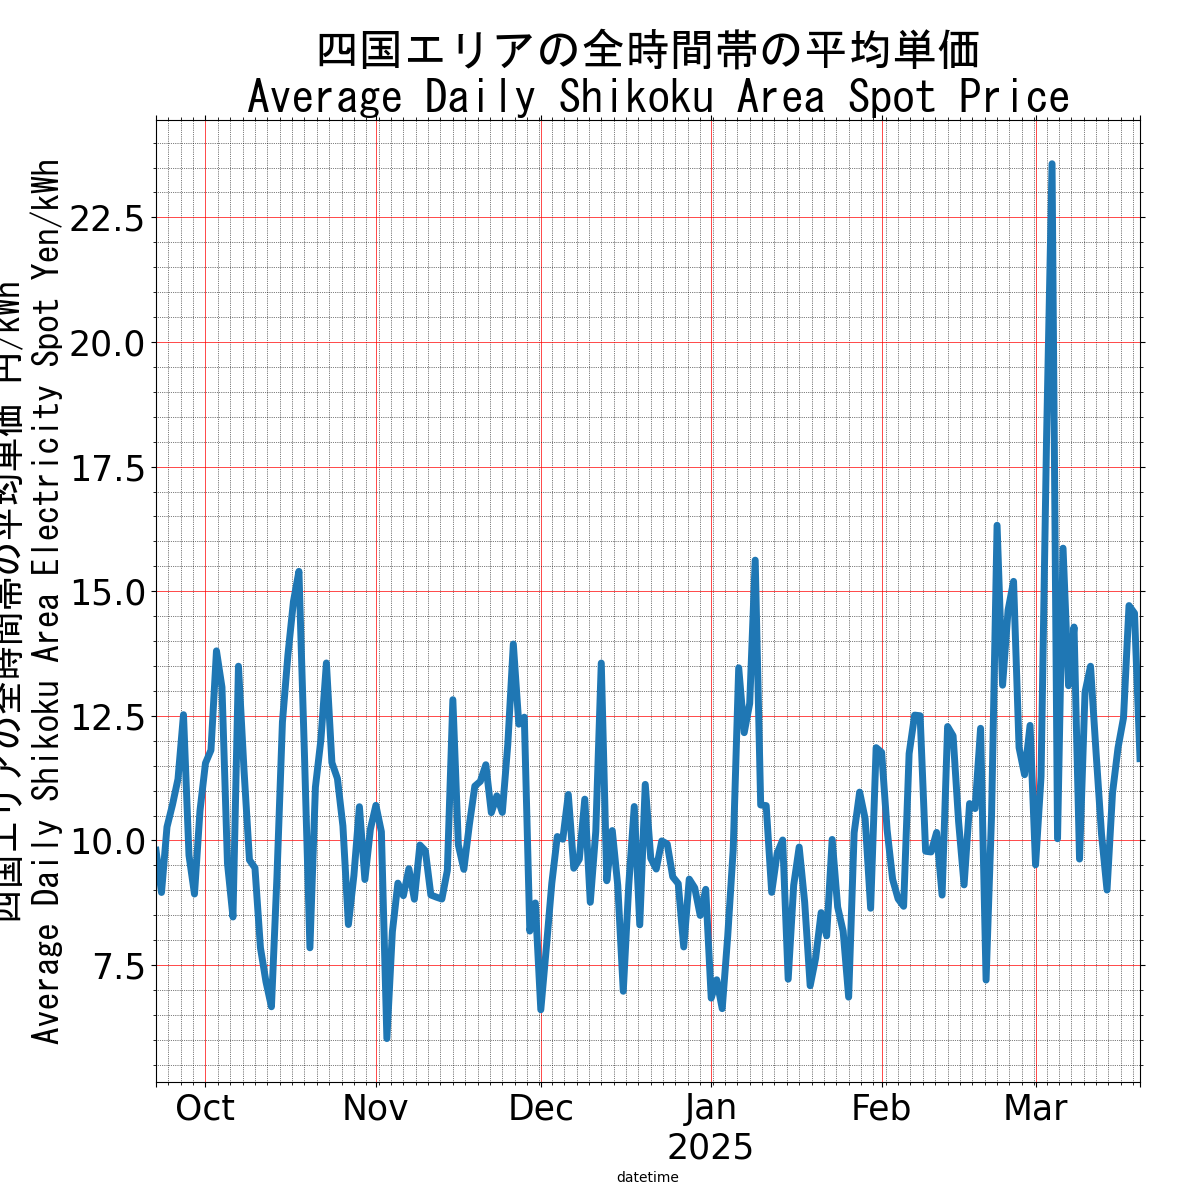 四国エリアの全時間帯の平均単価
Average Daily Shikoku Area Spot Price
四国エリアの全時間帯の平均単価 円/kWh
Average Daily Shikoku Area Electricity Spot Yen/kWh
22.5
20.0
17.5
15.0
12.5
10.0
7.5
Oct
Nov
Dec
Jan
Feb
Mar
2025
datetime